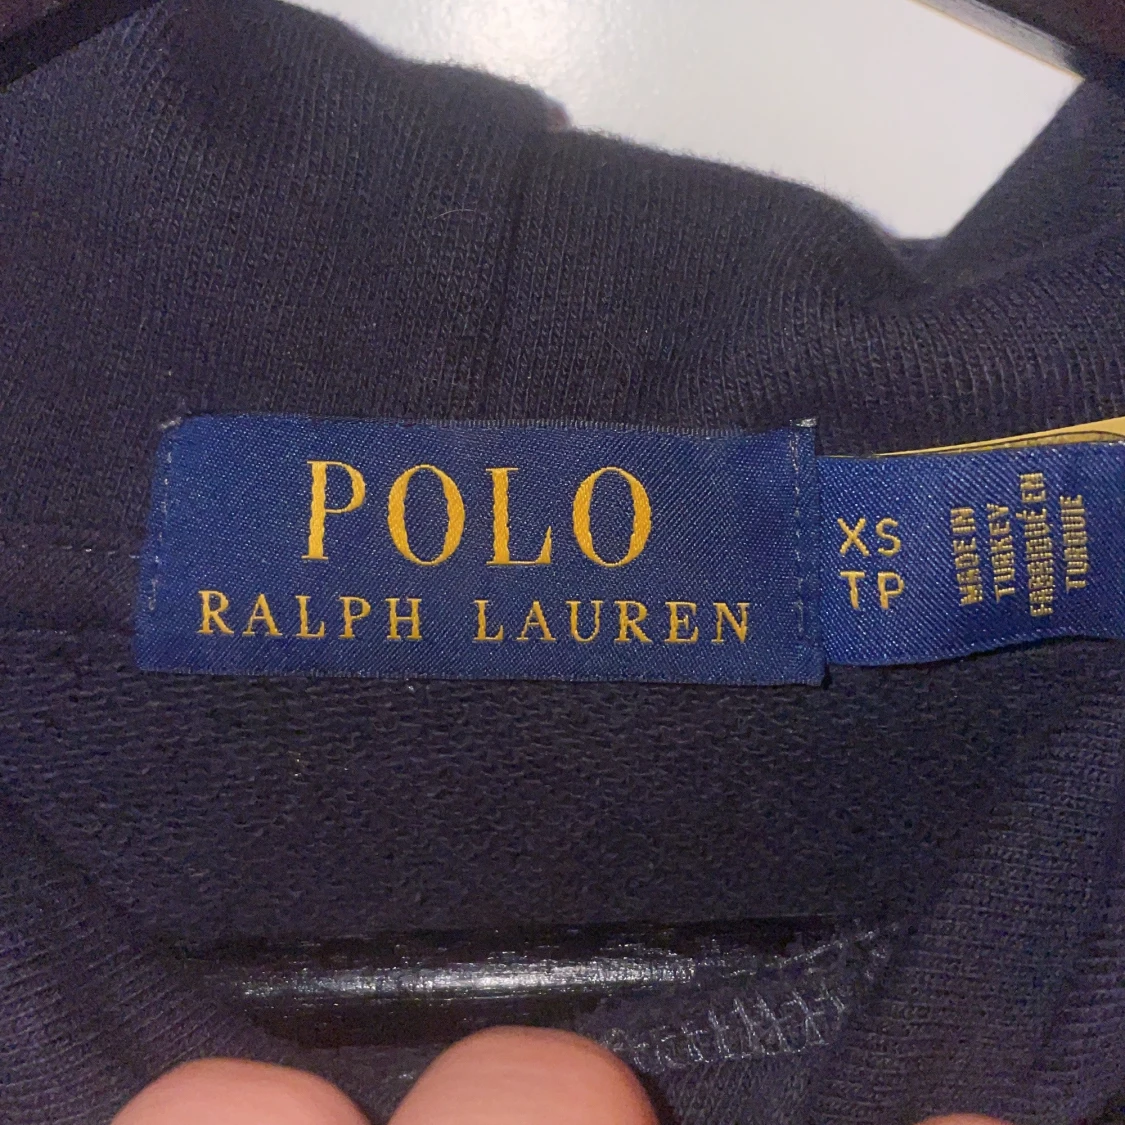 POLO
RALPH LAUREN
XS
TP
MADE IN
TURKEY
FABRIQUÉ EN
TURQUIE